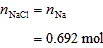 n_NaCl = n_Na
= 0.692 mol